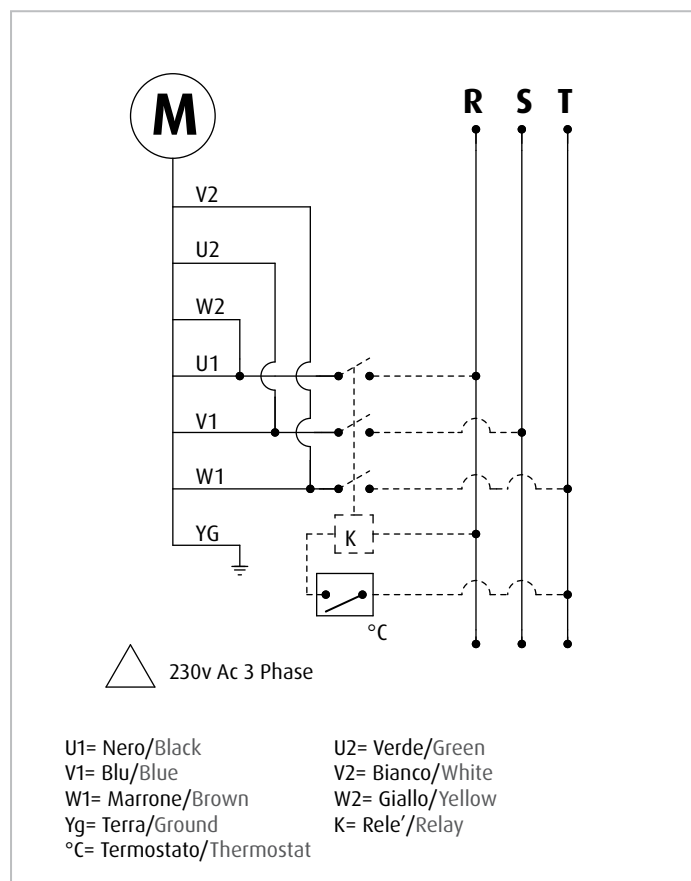 M
R S T
V2
U2
W2
U1
V1
W1
YG
K
°C
230v Ac 3 Phase
U1= Nero/Black
V1= Blu/Blue
W1= Marrone/Brown
Yg= Terra/Ground
°C= Termostato/Thermostat
U2= Verde/Green
V2= Bianco/White
W2= Giallo/Yellow
K= Rele’/Relay